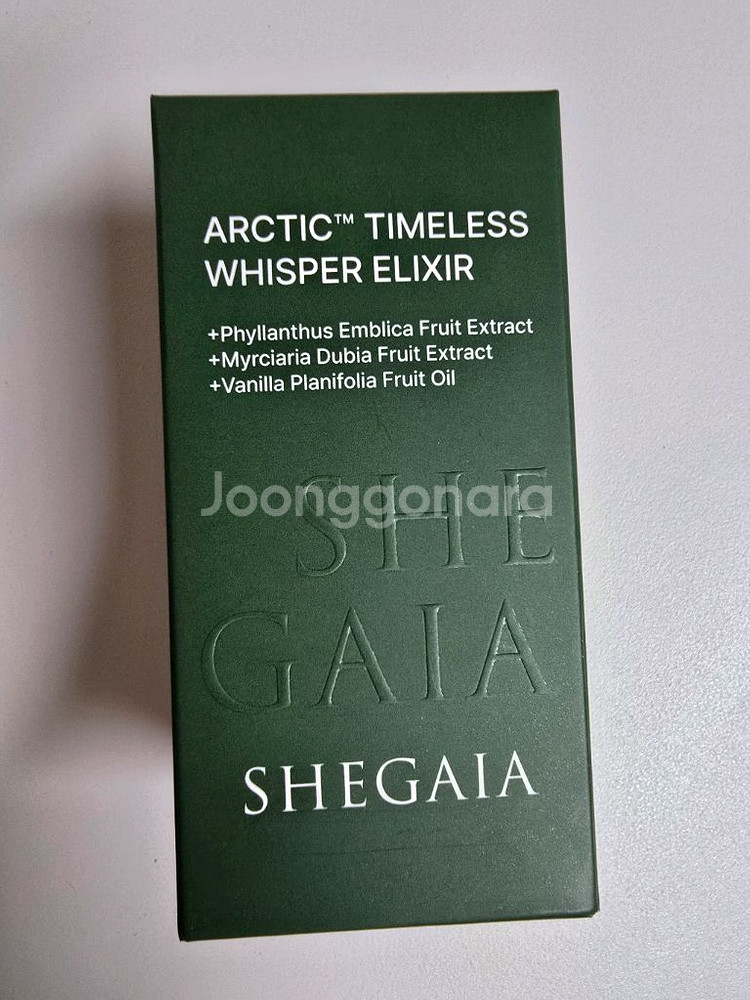 ARCTIC™ TIMELESS
WHISPER ELIXIR
+Phyllanthus Emblica Fruit Extract
+Myrciaria Dubia Fruit Extract
+Vanilla Planifolia Fruit Oil
Joonggonara
SHE
GAIA
SHEGAIA